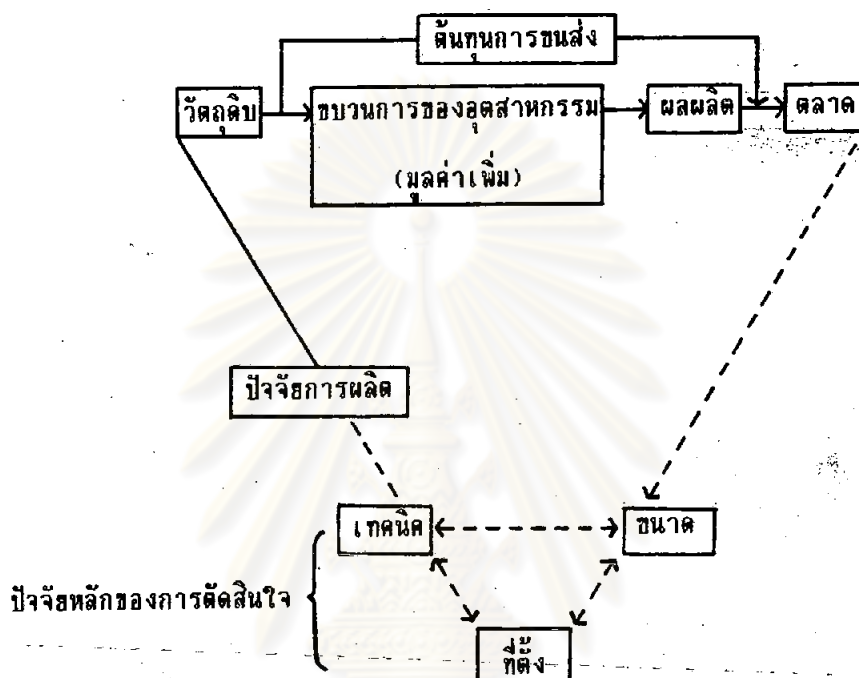 ต้นทุนการขนส่ง
วัตถุดิบ
ขบวนการของอุตสาหกรรม
ผลผลิต
ตลาด
(มูลค่าเพิ่ม)
ปัจจัยการผลิต
เทคนิค
ขนาด
ปัจจัยหลักของการตัดสินใจ
ที่ตั้ง